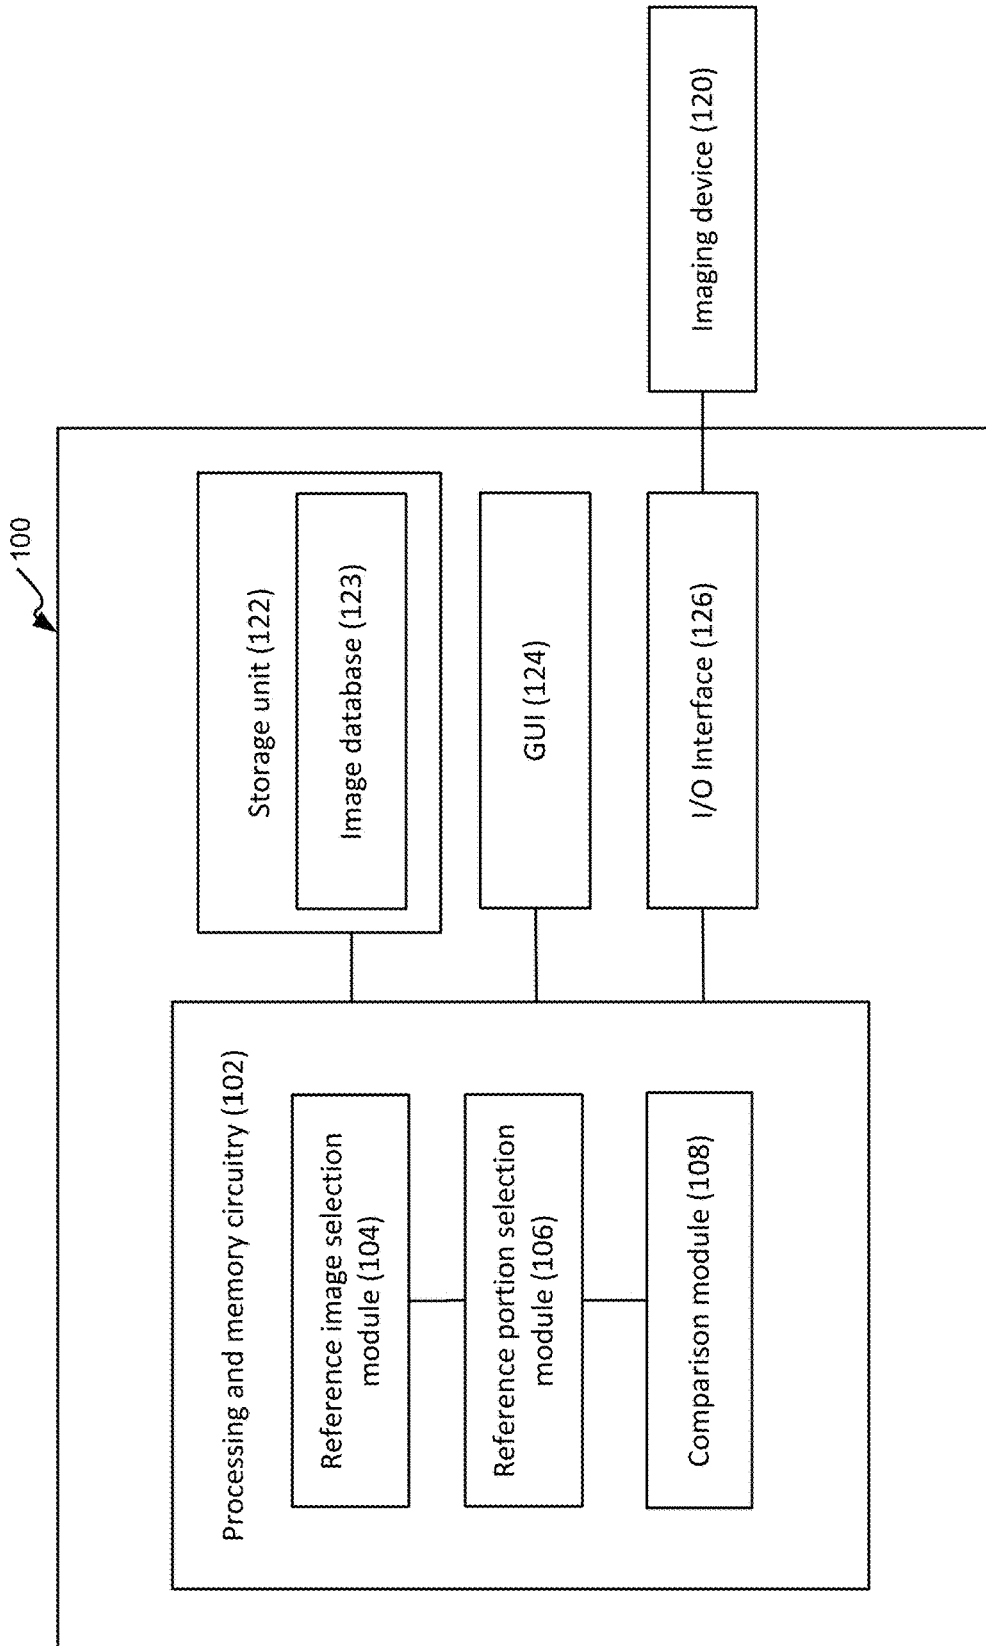 100
Processing and memory circuitry (102)
Reference image selection
module (104)
Reference portion selection
module (106)
Comparison module (108)
Storage unit (122)
Image database (123)
GUI (124)
I/O Interface (126)
Imaging device (120)